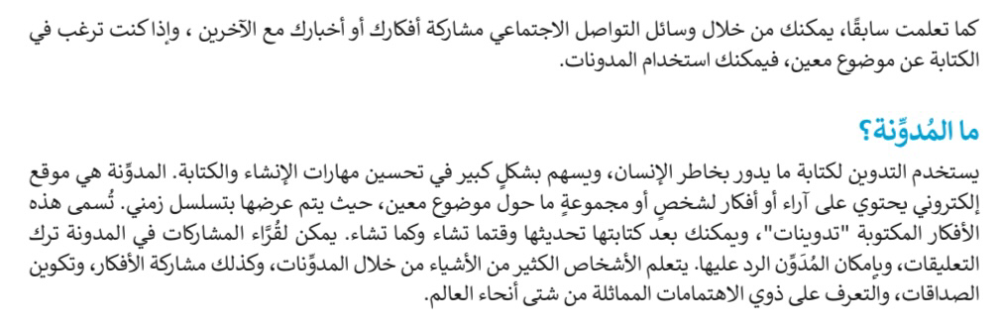 كما تعلمت سابقًا، يمكنك من خلال وسائل التواصل الاجتماعي مشاركة أفكارك أو أخبارك مع الآخرين ، وإذا كنت ترغب في
الكتابة عن موضوع معين، فيمكنك استخدام المدونات.
ما المُدوِّنة؟
يستخدم التدوين لكتابة ما يدور بخاطر الإنسان، ويسهم بشكلٍ كبير في تحسين مهارات الإنشاء والكتابة. المدوِّنة هي موقع
إلكتروني يحتوي على آراء أو أفكار لشخصٍ أو مجموعةٍ ما حول موضوع معين، حيث يتم عرضها بتسلسل زمني. تُسمى هذه
الأفكار المكتوبة "تدوينات"، ويمكنك بعد كتابتها تحديثها وقتما تشاء وكما تشاء. يمكن لقُرَّاء المشاركات في المدونة ترك
التعليقات، وبإمكان المُدَوِّن الرد عليها. يتعلم الأشخاص الكثير من الأشياء من خلال المدوِّنات، وكذلك مشاركة الأفكار، وتكوين
الصداقات، والتعرف على ذوي الاهتمامات المماثلة من شتى أنحاء العالم.